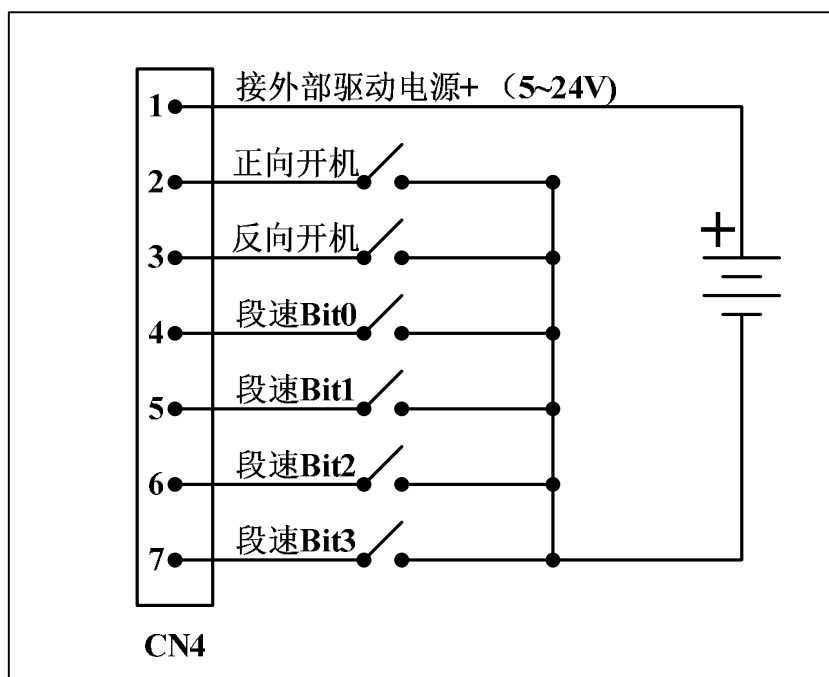 1 接外部驱动电源+ （5~24V)
2 正向开机
3 反向开机
+
4 段速Bit0
5 段速Bit1
6 段速Bit2
7 段速Bit3
CN4